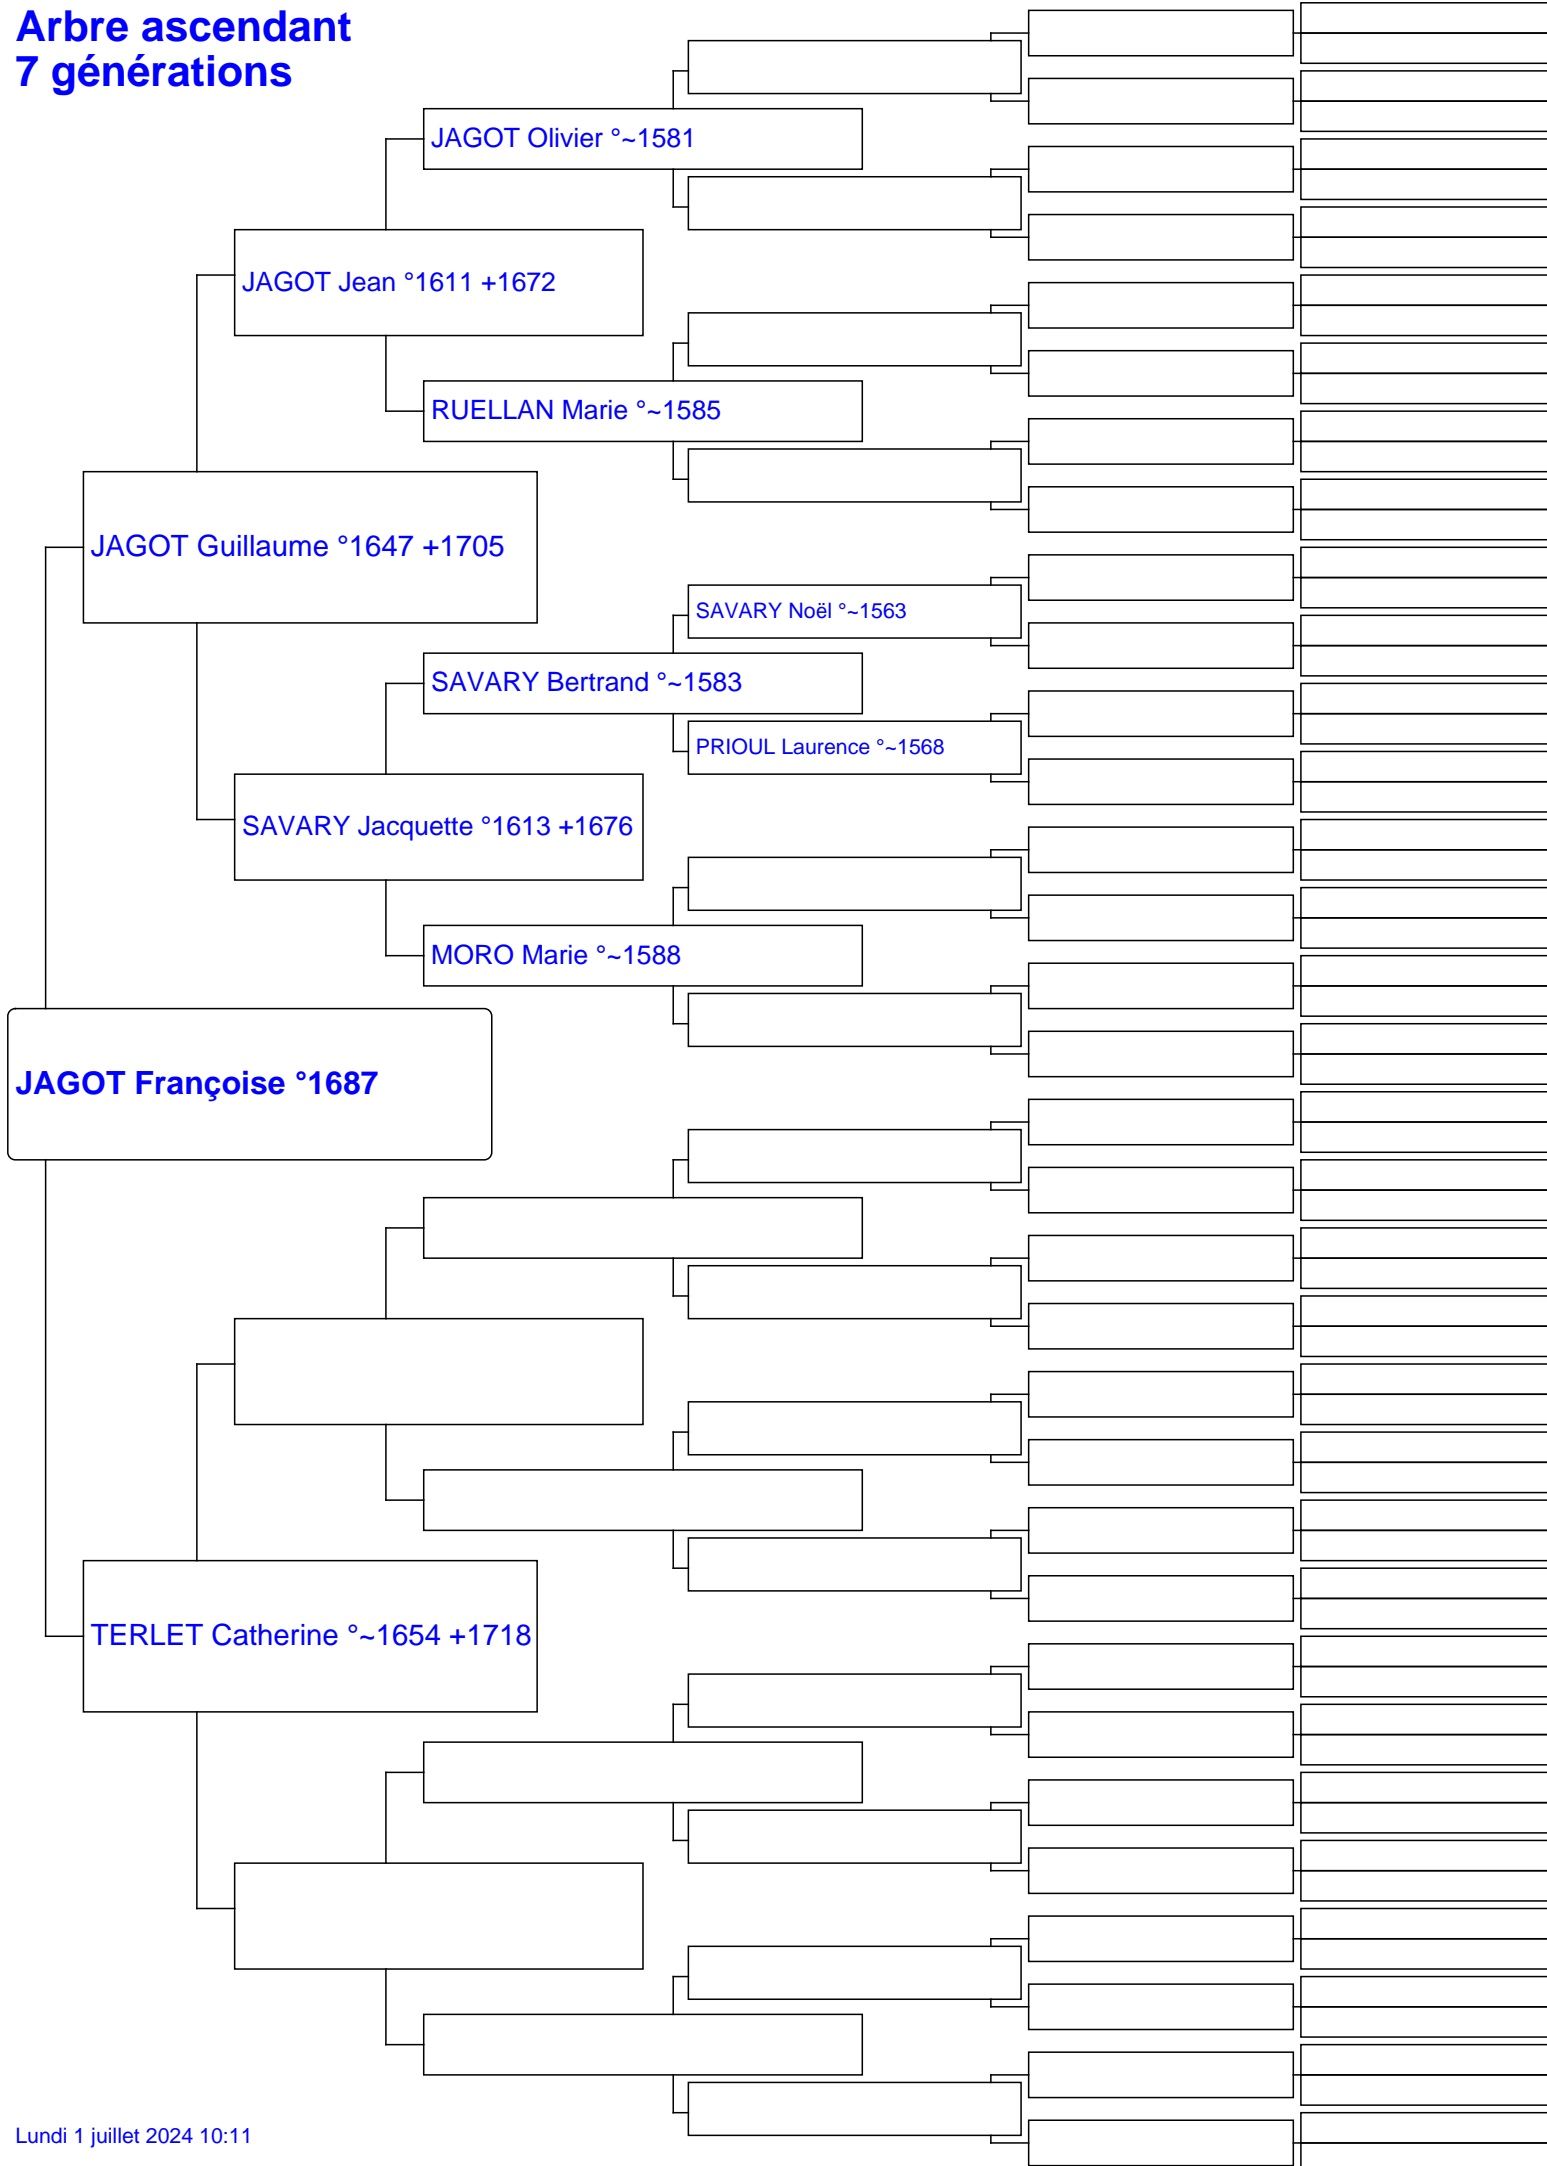 Arbre ascendant
7 générations
JAGOT Olivier °~1581
JAGOT Jean °1611 +1672
RUELLAN Marie °~1585
JAGOT Guillaume °1647 +1705
SAVARY Noël °~1563
SAVARY Bertrand °~1583
PRIOUL Laurence °~1568
SAVARY Jacquette °1613 +1676
MORO Marie °~1588
JAGOT Françoise °1687
TERLET Catherine °~1654 +1718
Lundi 1 juillet 2024 10:11